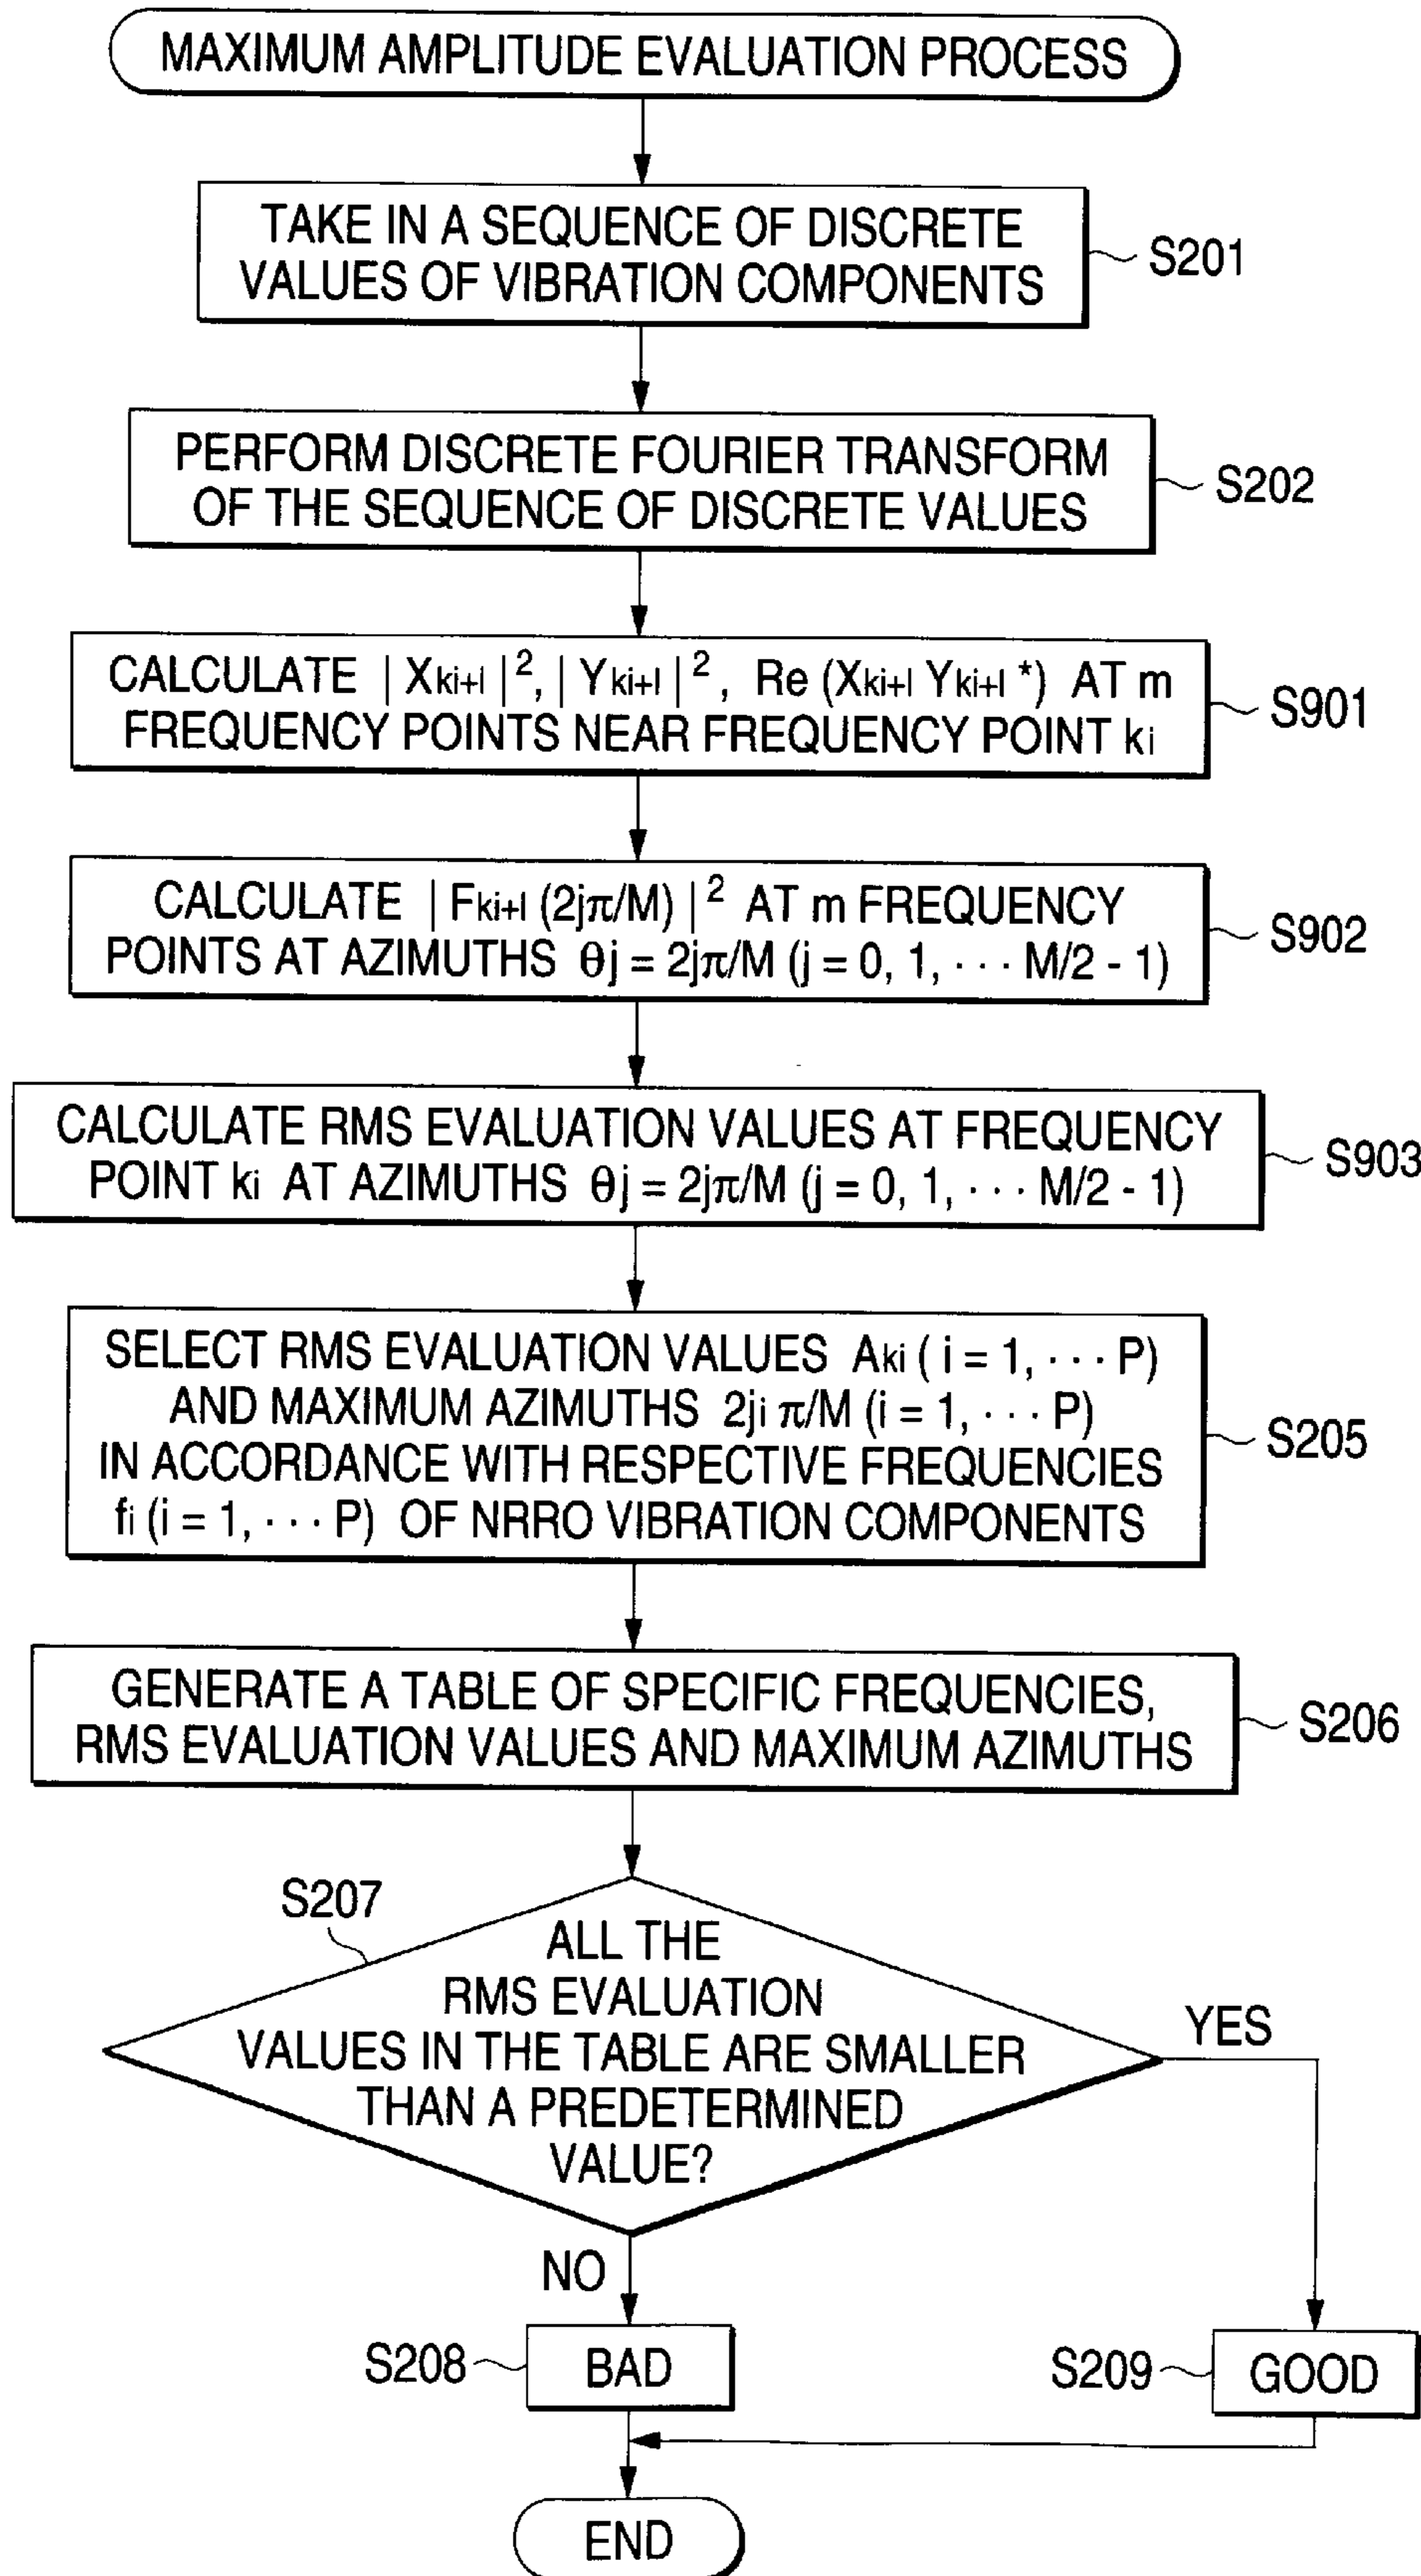 MAXIMUM AMPLITUDE EVALUATION PROCESS
TAKE IN A SEQUENCE OF DISCRETE
VALUES OF VIBRATION COMPONENTS
S201
PERFORM DISCRETE FOURIER TRANSFORM
OF THE SEQUENCE OF DISCRETE VALUES
S202
CALCULATE | Xki+l |², | Yki+l |², Re (Xki+l Yki+l *) AT m
FREQUENCY POINTS NEAR FREQUENCY POINT ki
S901
CALCULATE | Fki+l (2jπ/M) |² AT m FREQUENCY
POINTS AT AZIMUTHS θj = 2jπ/M (j = 0, 1, · · · M/2 - 1)
S902
CALCULATE RMS EVALUATION VALUES AT FREQUENCY
POINT ki AT AZIMUTHS θj = 2jπ/M (j = 0, 1, · · · M/2 - 1)
S903
SELECT RMS EVALUATION VALUES Aki ( i = 1, · · · P)
AND MAXIMUM AZIMUTHS 2ji π/M (i = 1, · · · P)
IN ACCORDANCE WITH RESPECTIVE FREQUENCIES
fi (i = 1, · · · P) OF NRRO VIBRATION COMPONENTS
S205
GENERATE A TABLE OF SPECIFIC FREQUENCIES,
RMS EVALUATION VALUES AND MAXIMUM AZIMUTHS
S206
S207
ALL THE
RMS EVALUATION
VALUES IN THE TABLE ARE SMALLER
THAN A PREDETERMINED
VALUE?
YES
NO
S208
BAD
S209
GOOD
END